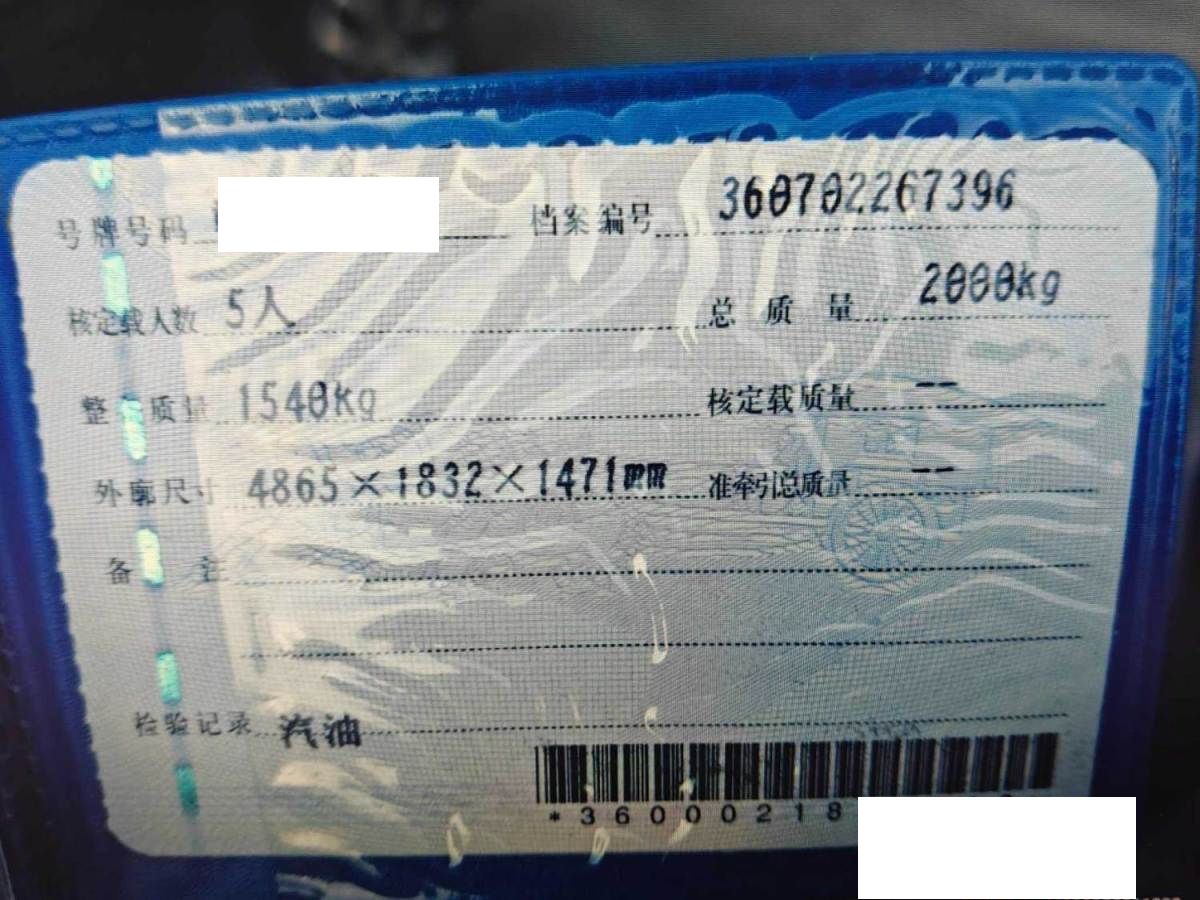 号牌号码 档案编号 360702267396
核定载人数 5人 总质量 2000kg
整备质量 1540kg 核定载质量 --
外廓尺寸 4865×1832×1471mm 准牵引总质量 --
备注
检验记录 汽油
*36000218